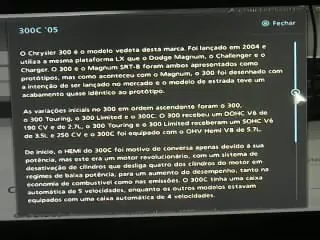 300C '05
Fechar
O Chrysler 300 é o modelo vedeta desta marca. Foi lançado em 2004 e
utiliza a mesma plataforma LX que o Dodge Magnum, o Challenger e o
Charger. O 300 e o Magnum SRT-8 foram ambos apresentados como
protótipos, mas como aconteceu com o Magnum, o 300 foi desenhado com
a intenção de ser lançado no mercado e o modelo de estrada teve um
acabamento quase idêntico ao protótipo.
As variações iniciais no 300 em ordem ascendente foram o 300,
o 300 Touring, o 300 Limited e o 300C. O 300 recebeu um DOHC V6 de
190 CV e de 2.7L, o 300 Touring e o 300 Limited receberam um SOHC V6
de 3.5L e 250 CV e o 300C foi equipado com o OHV Hemi V8 de 5.7L.
De início, o HEMI do 300C foi motivo de conversa apenas devido à sua
potência, mas este era um motor revolucionário, com um sistema de
desativação de cilindros que desliga quatro dos cilindros do motor em
regimes de baixa potência, para um aumento do desempenho, tanto na
economia de combustível como nas emissões. O 300C tinha uma caixa
automática de 5 velocidades, enquanto os outros modelos estavam
equipados com uma caixa automática de 4 velocidades.